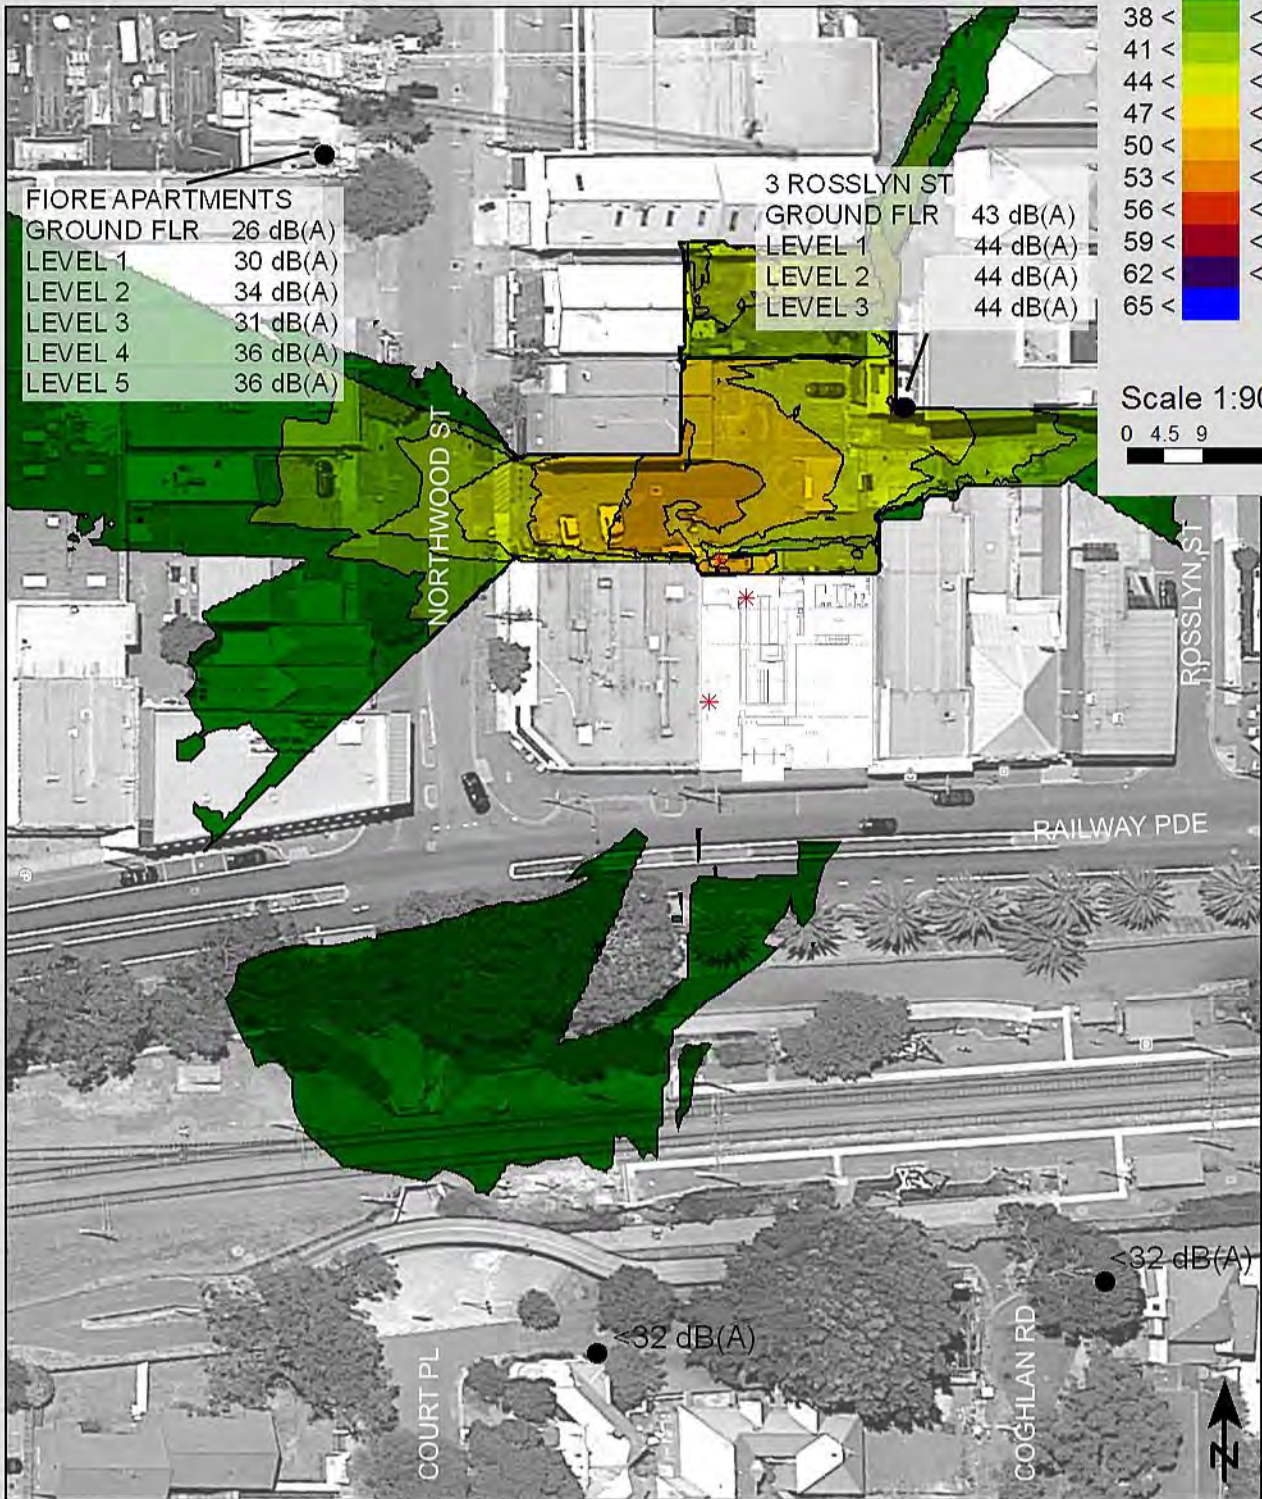 38 < <
41 < <
44 < <
47 < <
50 < <
53 < <
56 < <
59 < <
62 < <
65 <
Scale 1:90
0 4.5 9
FIORE APARTMENTS
GROUND FLR 26 dB(A)
LEVEL 1 30 dB(A)
LEVEL 2 34 dB(A)
LEVEL 3 31 dB(A)
LEVEL 4 36 dB(A)
LEVEL 5 36 dB(A)
3 ROSSLYN ST
GROUND FLR 43 dB(A)
LEVEL 1 44 dB(A)
LEVEL 2 44 dB(A)
LEVEL 3 44 dB(A)
NORTHWOOD ST
ROSSLYN ST
RAILWAY PDE
<32 dB(A)
<32 dB(A)
COURT PL
COGHLAN RD
N